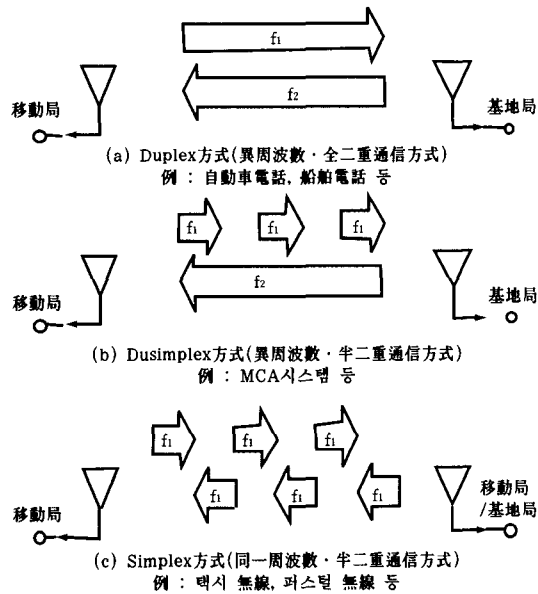 f1
f2
移動局
基地局
(a) Duplex方式(異周波數·全二重通信方式)
例 : 自動車電話, 船舶電話 등
f1 f1 f1
f2
移動局
基地局
(b) Dusimplex方式(異周波數·半二重通信方式)
例 : MCA시스템 등
f1 f1 f1
f1 f1 f1
移動局
移動局
/基地局
(c) Simplex方式(同一周波數·半二重通信方式)
例 : 택시 無線, 퍼스털 無線 등